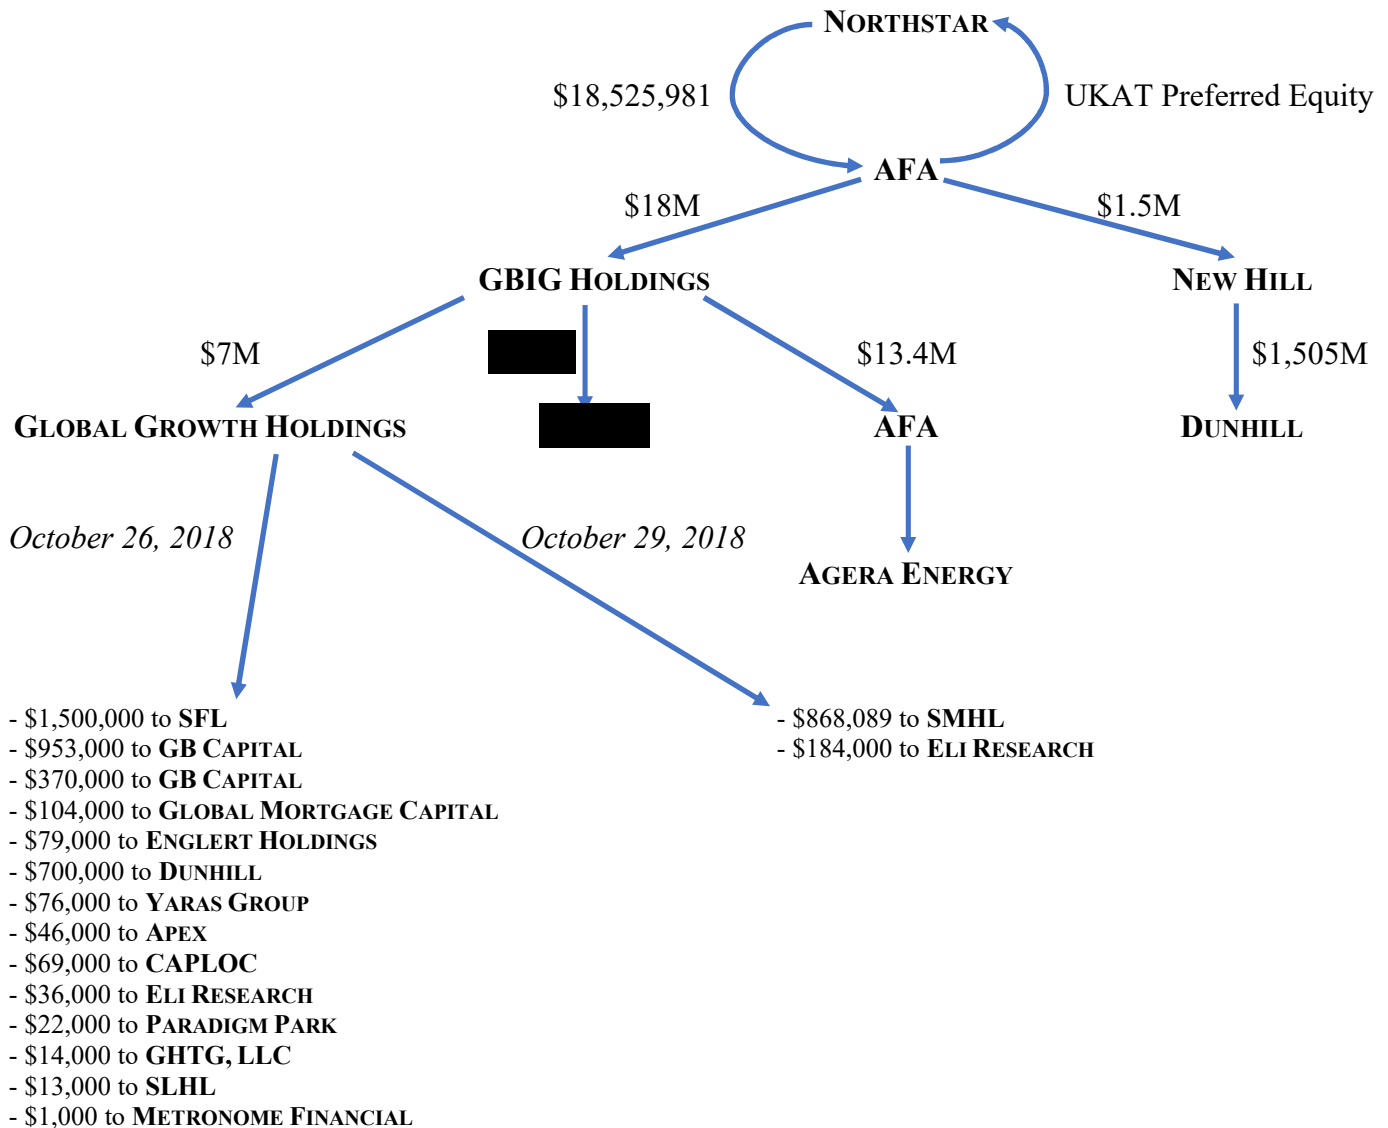 NORTHSTAR
$18,525,981
UKAT Preferred Equity
AFA
$18M
$1.5M
GBIG HOLDINGS
NEW HILL
$7M
$13.4M
$1,505M
GLOBAL GROWTH HOLDINGS
AFA
DUNHILL
October 26, 2018
October 29, 2018
AGERA ENERGY
- $1,500,000 to SFL
- $953,000 to GB CAPITAL
- $370,000 to GB CAPITAL
- $104,000 to GLOBAL MORTGAGE CAPITAL
- $79,000 to ENGLERT HOLDINGS
- $700,000 to DUNHILL
- $76,000 to YARAS GROUP
- $46,000 to APEX
- $69,000 to CAPLOC
- $36,000 to ELI RESEARCH
- $22,000 to PARADIGM PARK
- $14,000 to GHTG, LLC
- $13,000 to SLHL
- $1,000 to METRONOME FINANCIAL
- $868,089 to SMHL
- $184,000 to ELI RESEARCH